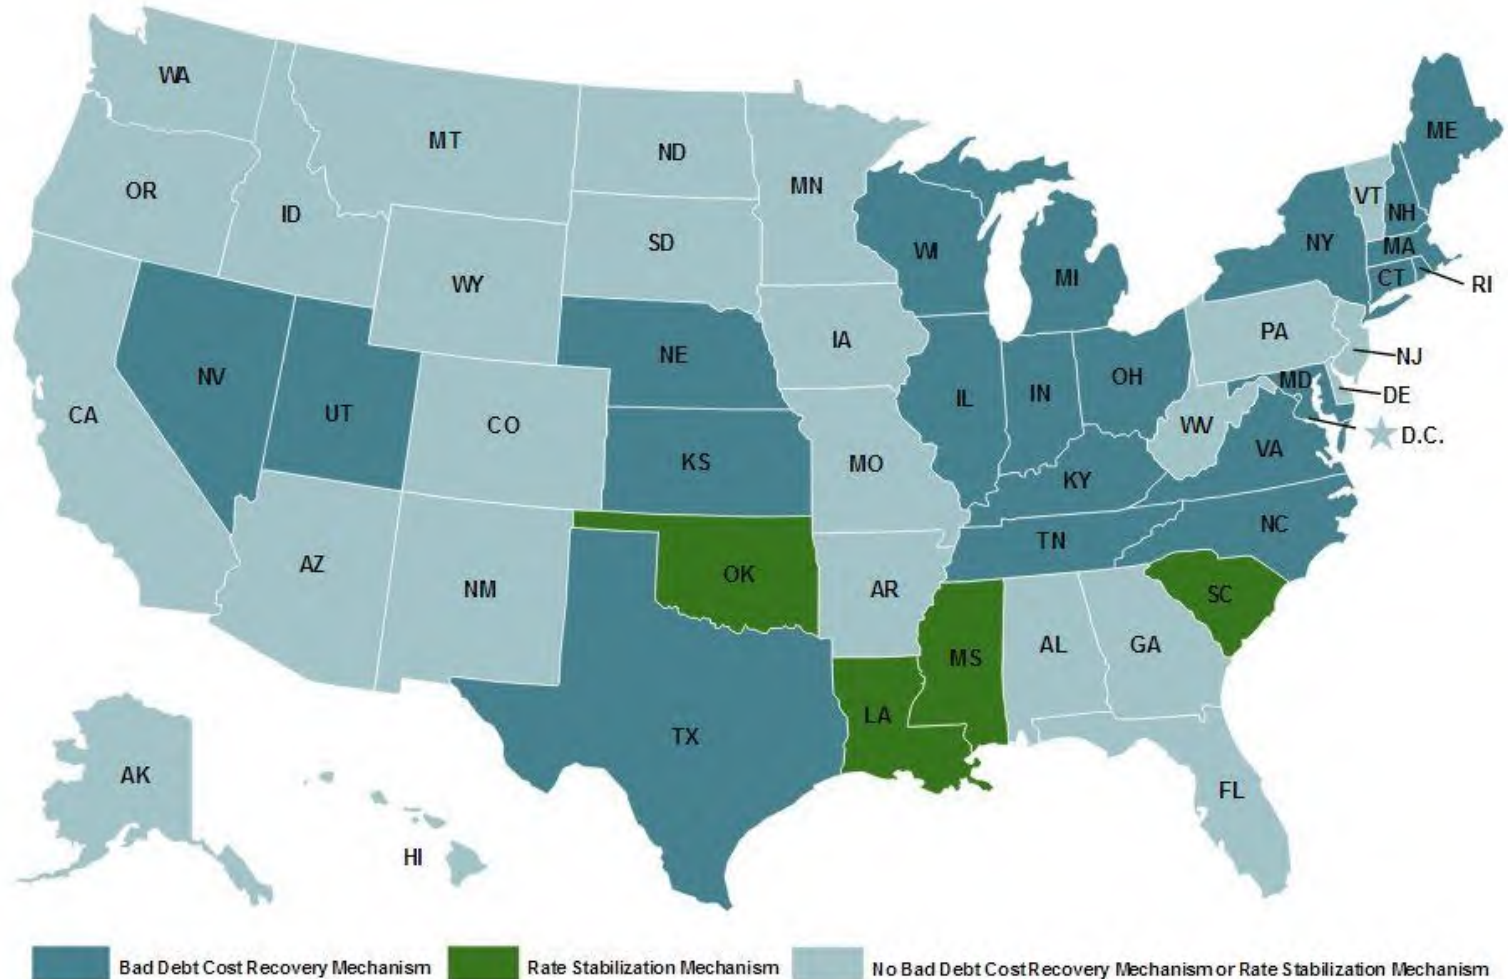 WA
MT
ND
MN
ME
OR
ID
SD
WI
MI
VT
NH
NY
MA
CT
RI
WY
IA
PA
NJ
NV
UT
NE
IL
IN
OH
MD
DE
CA
CO
KS
MO
WV
VA
D.C.
KY
AZ
NM
OK
AR
TN
NC
SC
MS
AL
GA
LA
TX
FL
AK
HI
Bad Debt Cost Recovery Mechanism
Rate Stabilization Mechanism
No Bad Debt Cost Recovery Mechanism or Rate Stabilization Mechanism